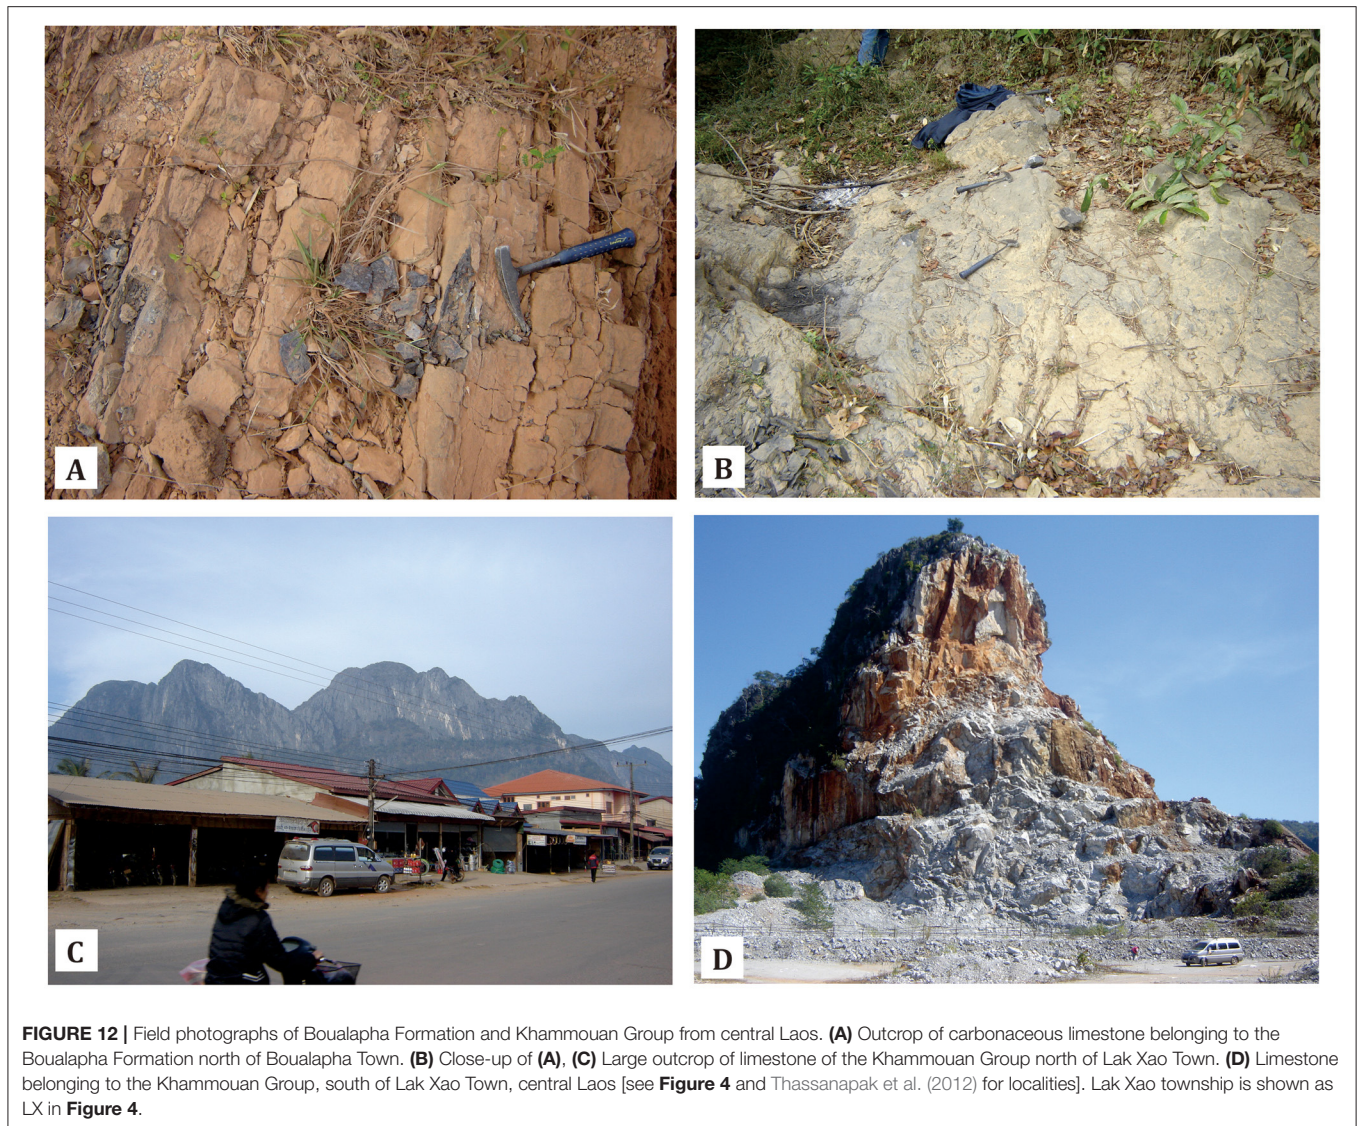 A
B
C
D
FIGURE 12 | Field photographs of Boualapha Formation and Khammouan Group from central Laos. (A) Outcrop of carbonaceous limestone belonging to the
Boualapha Formation north of Boualapha Town. (B) Close-up of (A), (C) Large outcrop of limestone of the Khammouan Group north of Lak Xao Town. (D) Limestone
belonging to the Khammouan Group, south of Lak Xao Town, central Laos [see Figure 4 and Thassanapak et al. (2012) for localities]. Lak Xao township is shown as
LX in Figure 4.